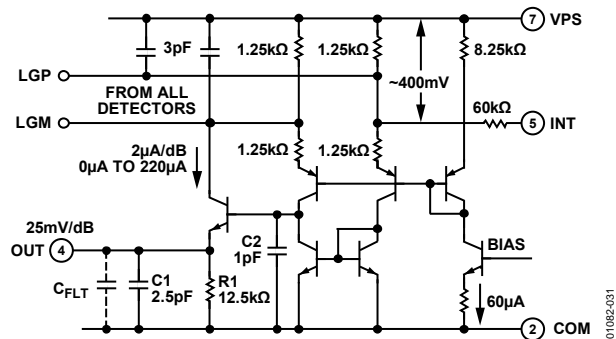 7 VPS
3pF
1.25kΩ
1.25kΩ
8.25kΩ
LGP
FROM ALL
DETECTORS
~400mV
60kΩ
LGM
5 INT
2µA/dB
0µA TO 220µA
1.25kΩ
1.25kΩ
25mV/dB
OUT 4
C2
1pF
BIAS
CFLT
C1
2.5pF
R1
12.5kΩ
60µA
2 COM
01082-031